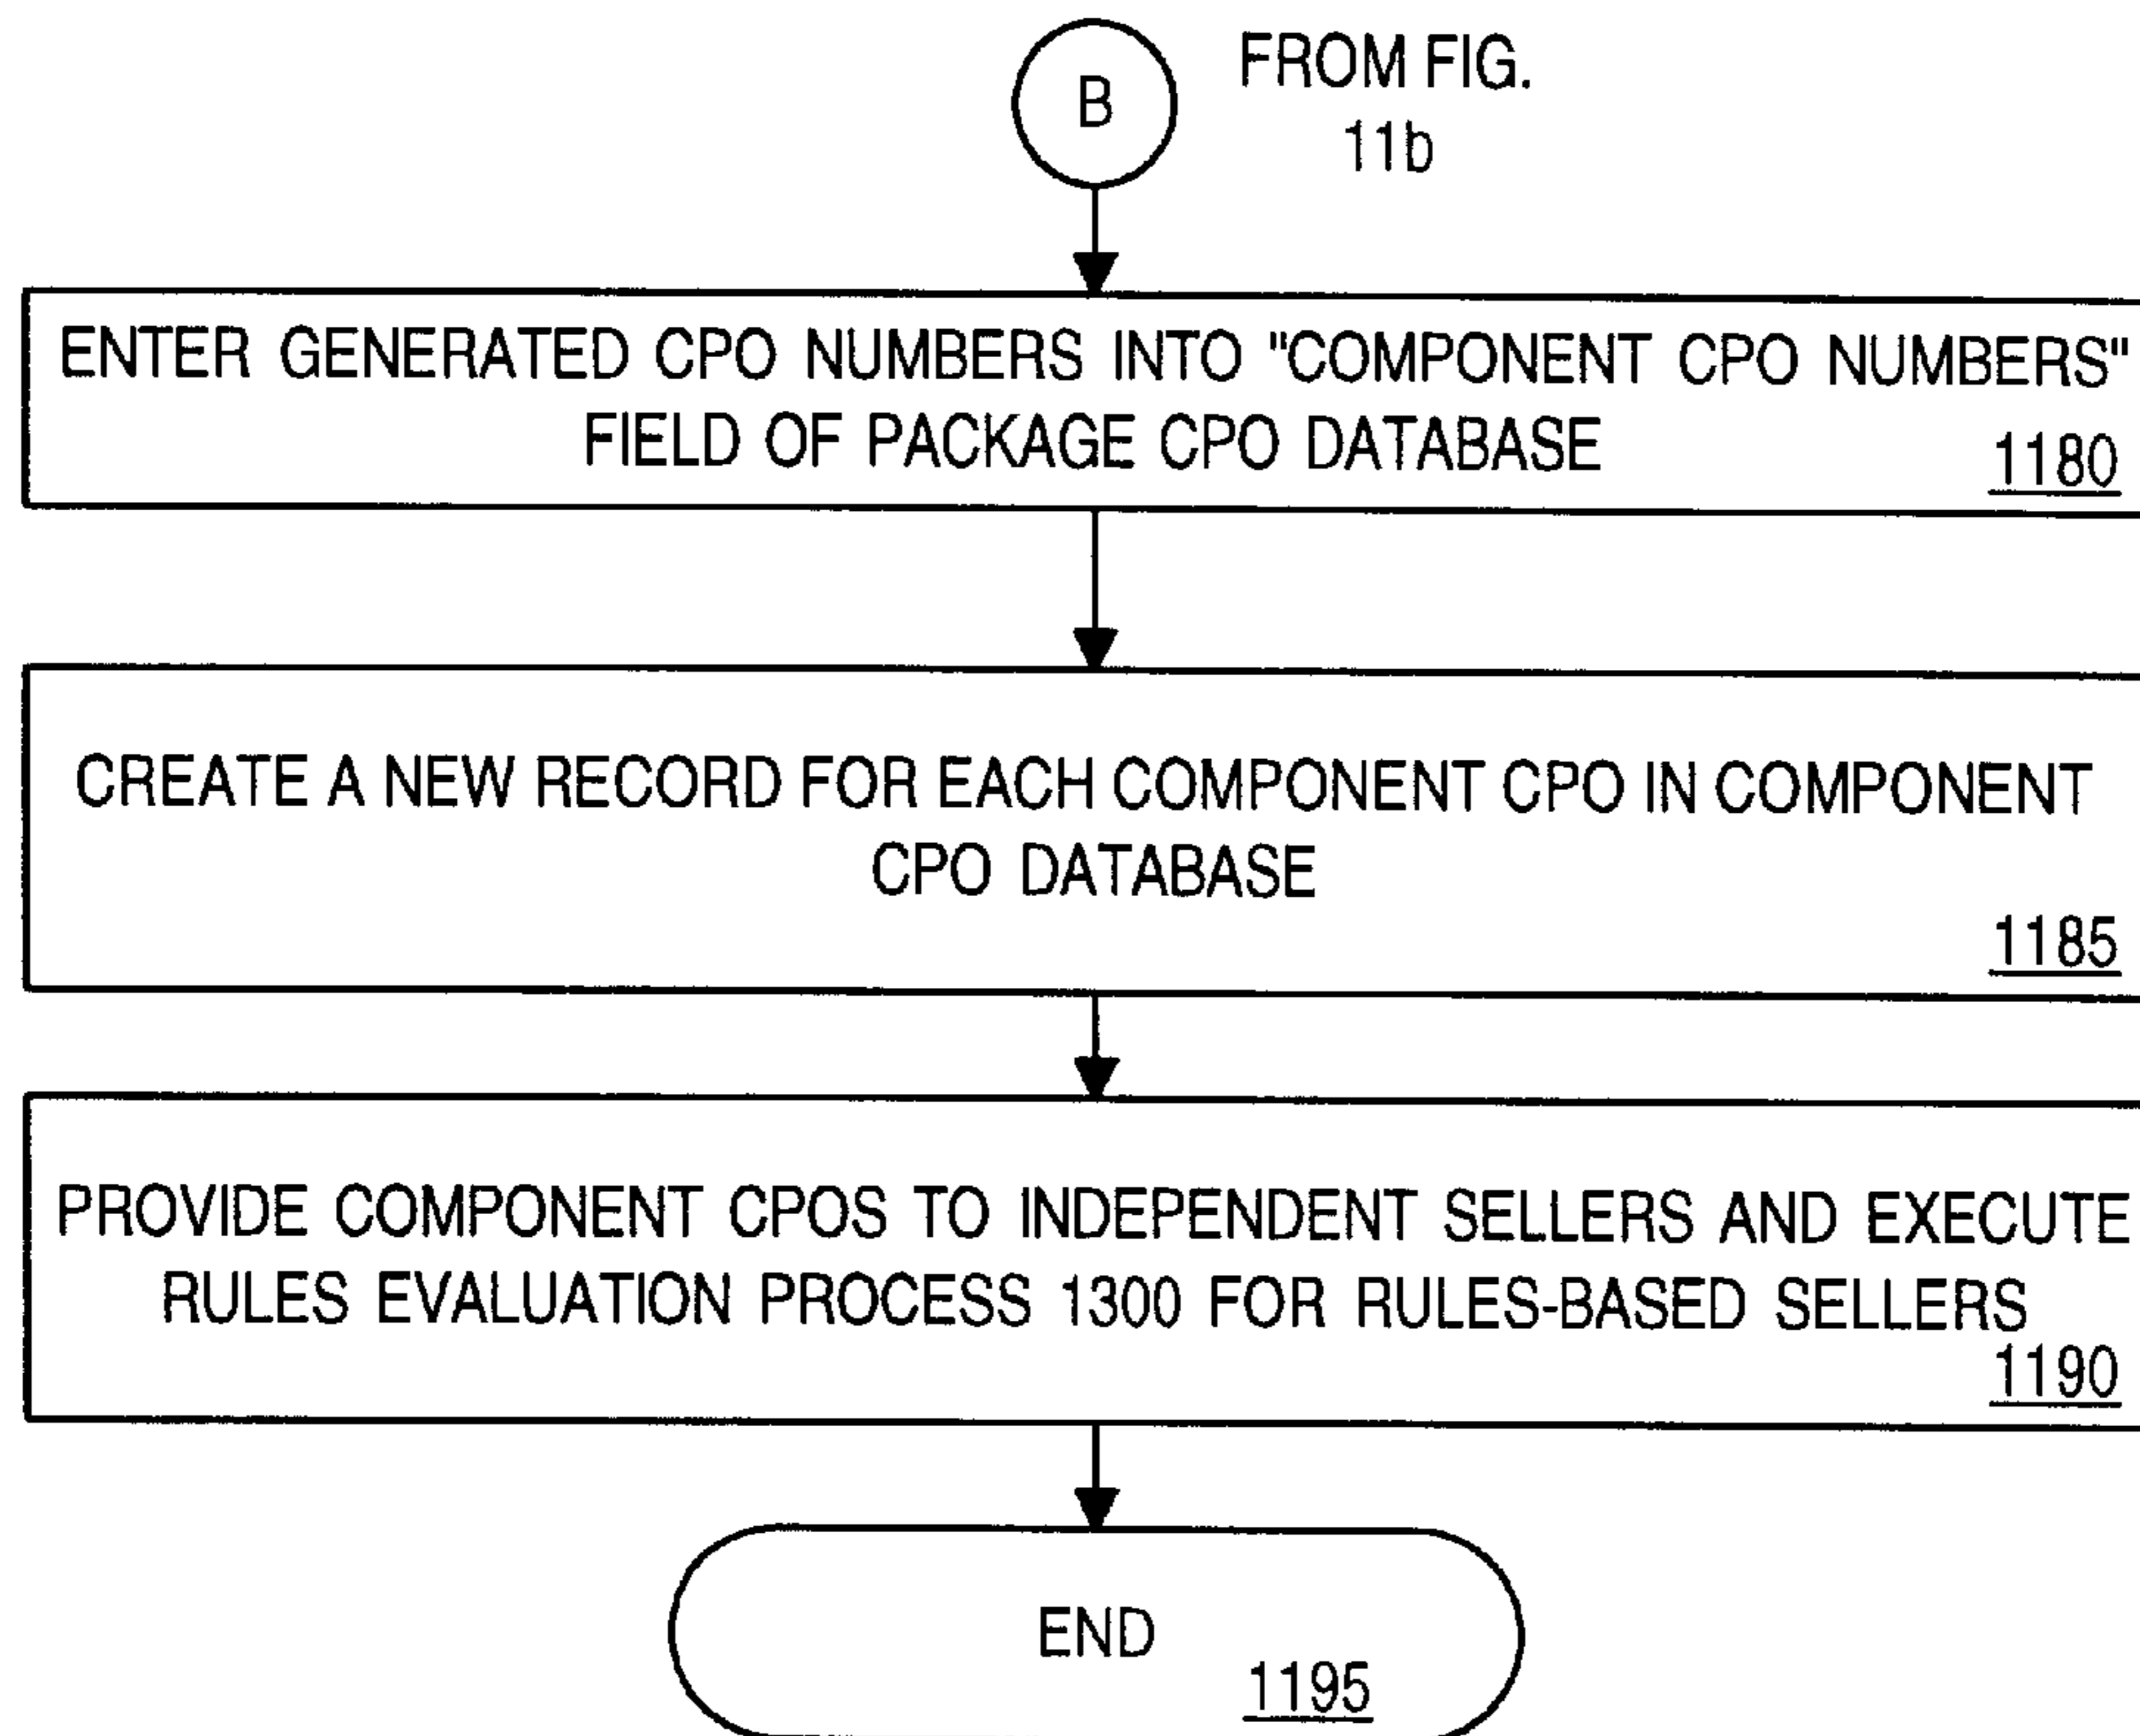 B
FROM FIG.
11b
ENTER GENERATED CPO NUMBERS INTO "COMPONENT CPO NUMBERS"
FIELD OF PACKAGE CPO DATABASE
1180
CREATE A NEW RECORD FOR EACH COMPONENT CPO IN COMPONENT
CPO DATABASE
1185
PROVIDE COMPONENT CPOS TO INDEPENDENT SELLERS AND EXECUTE
RULES EVALUATION PROCESS 1300 FOR RULES-BASED SELLERS
1190
END
1195